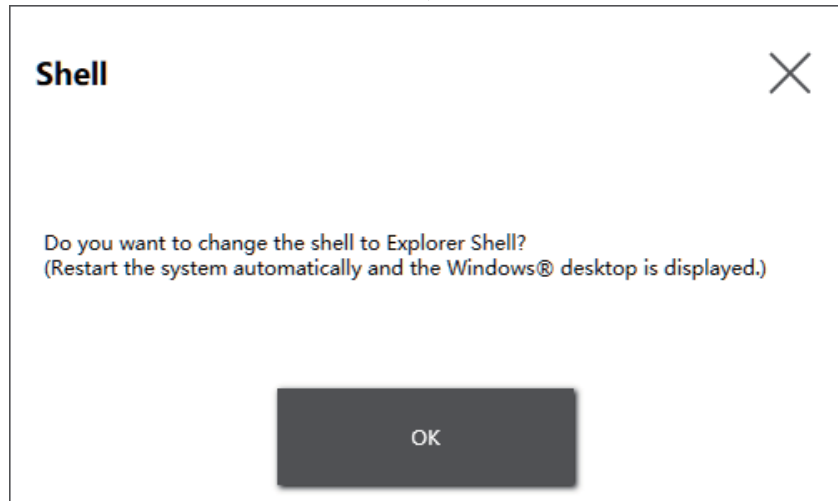 Shell
Do you want to change the shell to Explorer Shell?
(Restart the system automatically and the Windows® desktop is displayed.)
OK